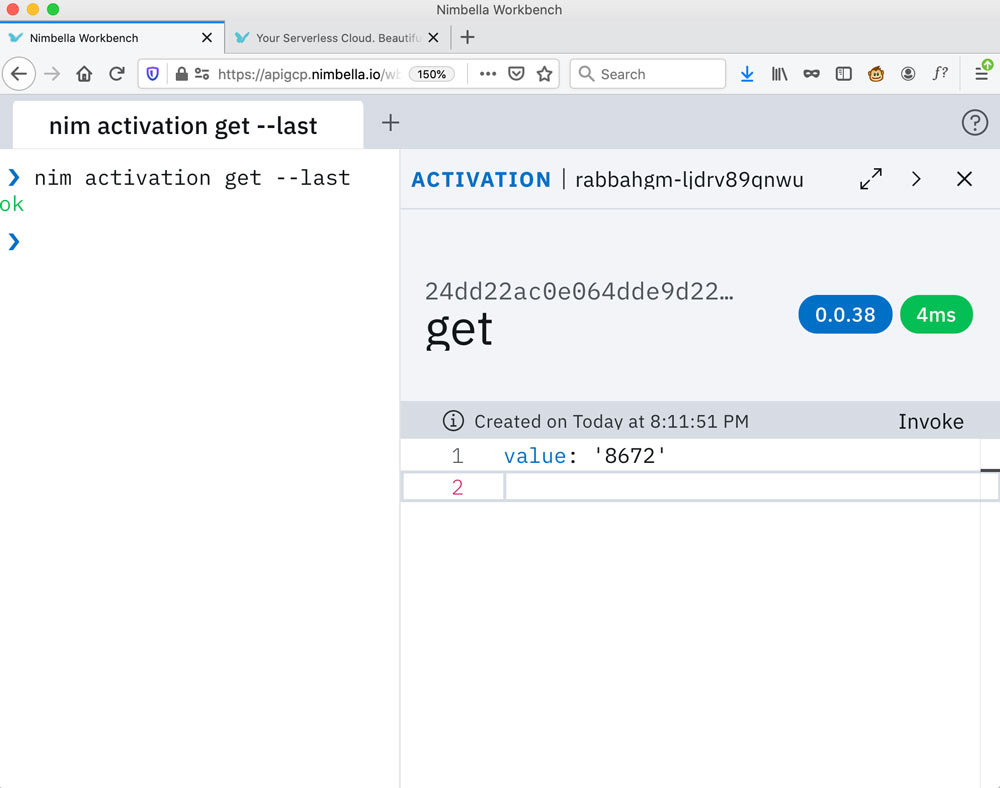 Nimbella Workbench
Nimbella Workbench
Your Serverless Cloud. Beautifu
https://apigcp.nimbella.io/wb
150%
Search
f?
nim activation get --last
❯ nim activation get --last
ok
❯
ACTIVATION | rabbahgm-ljdrv89qnwu
24dd22ac0e064dde9d22…
get
0.0.38
4ms
Created on Today at 8:11:51 PM
Invoke
1 value: '8672'
2